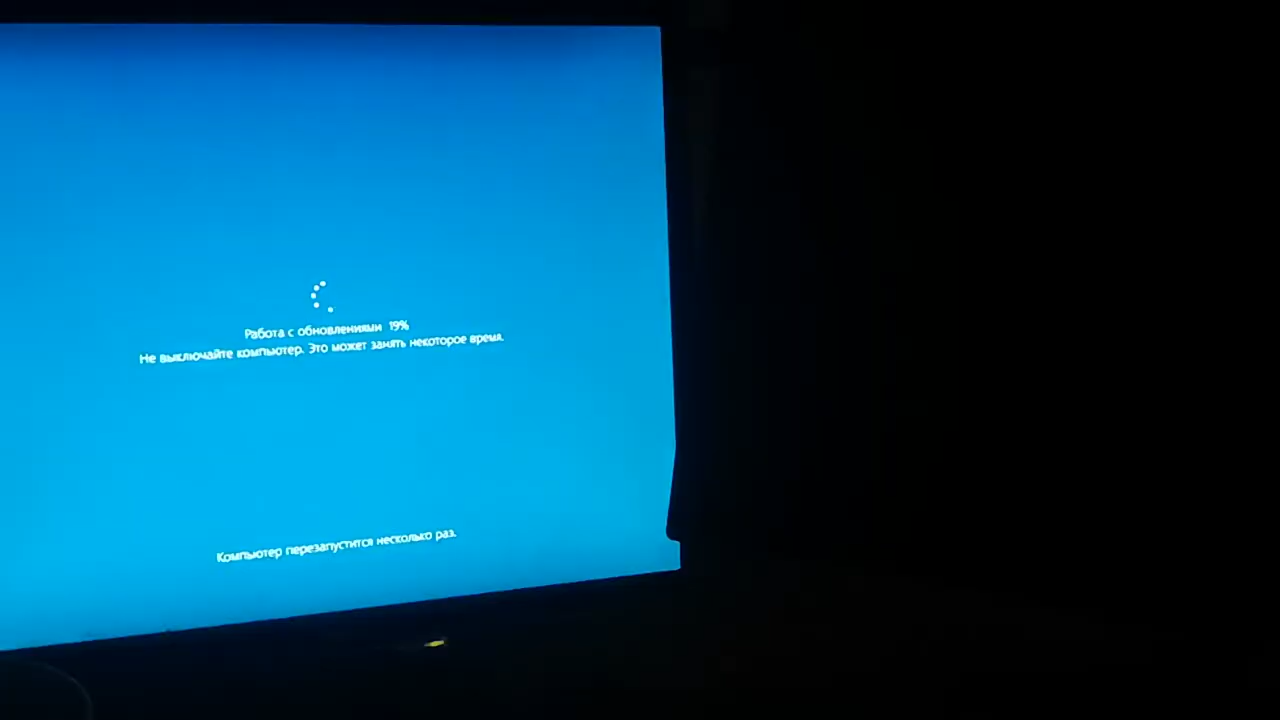 Работа с обновлениями 19%
Не выключайте компьютер. Это может занять некоторое время.
Компьютер перезапустится несколько раз.